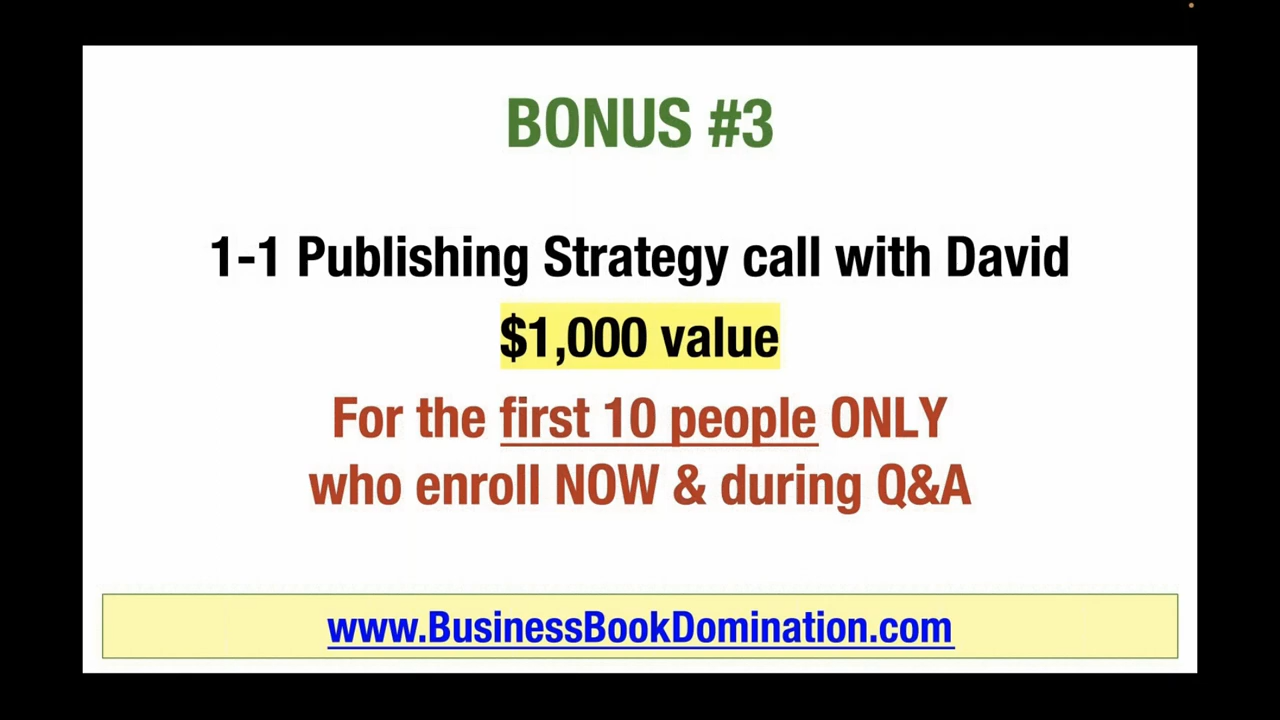 BONUS #3
1-1 Publishing Strategy call with David
$1,000 value
For the first 10 people ONLY
who enroll NOW & during Q&A
www.BusinessBookDomination.com